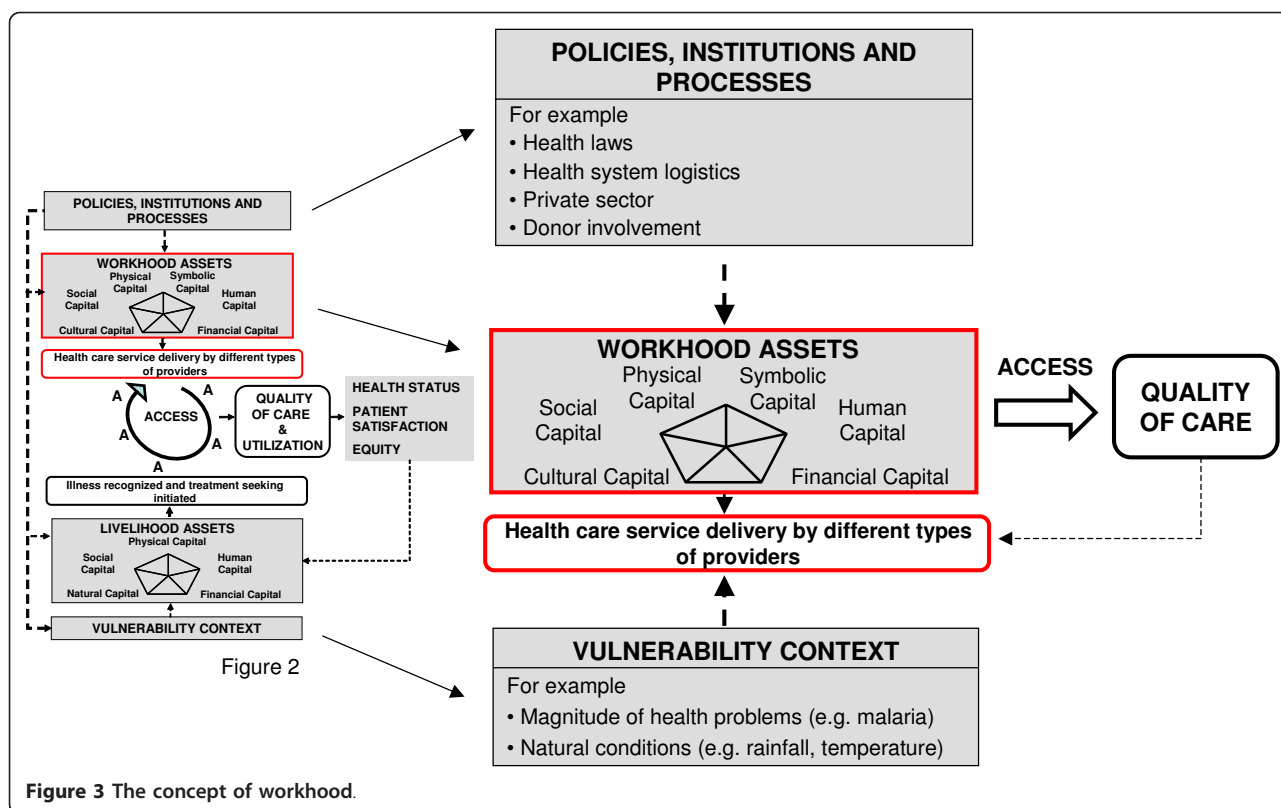 POLICIES, INSTITUTIONS AND
PROCESSES
WORKHOOD ASSETS
Physical
Capital
Symbolic
Capital
Social
Capital
Human
Capital
Cultural Capital
Financial Capital
Health care service delivery by different types
of providers
A
A
A
A
A
ACCESS
QUALITY
OF CARE
&
UTILIZATION
HEALTH STATUS
PATIENT
SATISFACTION
EQUITY
Illness recognized and treatment seeking
initiated
LIVELIHOOD ASSETS
Physical Capital
Social
Capital
Human
Capital
Natural Capital
Financial Capital
VULNERABILITY CONTEXT
Figure 2
POLICIES, INSTITUTIONS AND
PROCESSES
For example
• Health laws
• Health system logistics
• Private sector
• Donor involvement
WORKHOOD ASSETS
Physical
Capital
Symbolic
Capital
Social
Capital
Human
Capital
Cultural Capital
Financial Capital
ACCESS
QUALITY
OF CARE
Health care service delivery by different types
of providers
VULNERABILITY CONTEXT
For example
• Magnitude of health problems (e.g. malaria)
• Natural conditions (e.g. rainfall, temperature)
Figure 3 The concept of workhood.